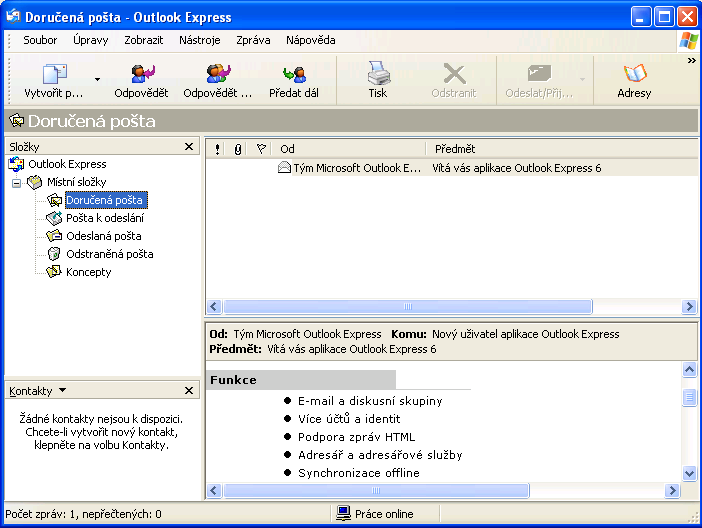 Doručená pošta - Outlook Express
Soubor Úpravy Zobrazit Nástroje Zpráva Nápověda
Vytvořit p... Odpovědět Odpovědět ... Předat dál Tisk Odstranit Odeslat/Přij... Adresy
Doručená pošta
Složky
Outlook Express
Místní složky
Doručená pošta
Pošta k odeslání
Odeslaná pošta
Odstraněná pošta
Koncepty
Kontakty
Žádné kontakty nejsou k dispozici.
Chcete-li vytvořit nový kontakt,
klepněte na volbu Kontakty.
Od Předmět
Tým Microsoft Outlook E... Vítá vás aplikace Outlook Express 6
Od: Tým Microsoft Outlook Express Komu: Nový uživatel aplikace Outlook Express
Předmět: Vítá vás aplikace Outlook Express 6
Funkce
● E-mail a diskusní skupiny
● Více účtů a identit
● Podpora zpráv HTML
● Adresář a adresářové služby
● Synchronizace offline
Počet zpráv: 1, nepřečtených: 0 Práce online